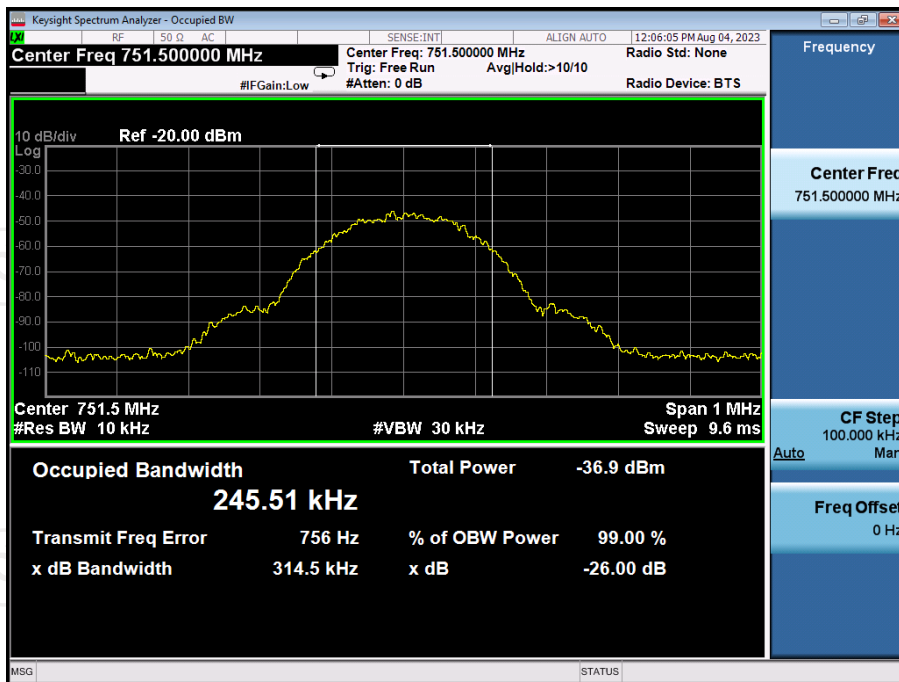 Keysight Spectrum Analyzer - Occupied BW
LXI RF 50 Ω AC SENSE:INT ALIGN AUTO 12:06:05 PM Aug 04, 2023
Center Freq 751.500000 MHz
Center Freq: 751.500000 MHz Radio Std: None
Trig: Free Run Avg|Hold:>10/10
#IFGain:Low #Atten: 0 dB Radio Device: BTS
10 dB/div Ref -20.00 dBm
Log
-30.0
-40.0
-50.0
-60.0
-70.0
-80.0
-90.0
-100
-110
Center 751.5 MHz Span 1 MHz
#Res BW 10 kHz #VBW 30 kHz Sweep 9.6 ms
Occupied Bandwidth Total Power -36.9 dBm
245.51 kHz
Transmit Freq Error 756 Hz % of OBW Power 99.00 %
x dB Bandwidth 314.5 kHz x dB -26.00 dB
MSG STATUS
Frequency
Center Freq
751.500000 MHz
CF Step
100.000 kHz
Auto Man
Freq Offset
0 Hz